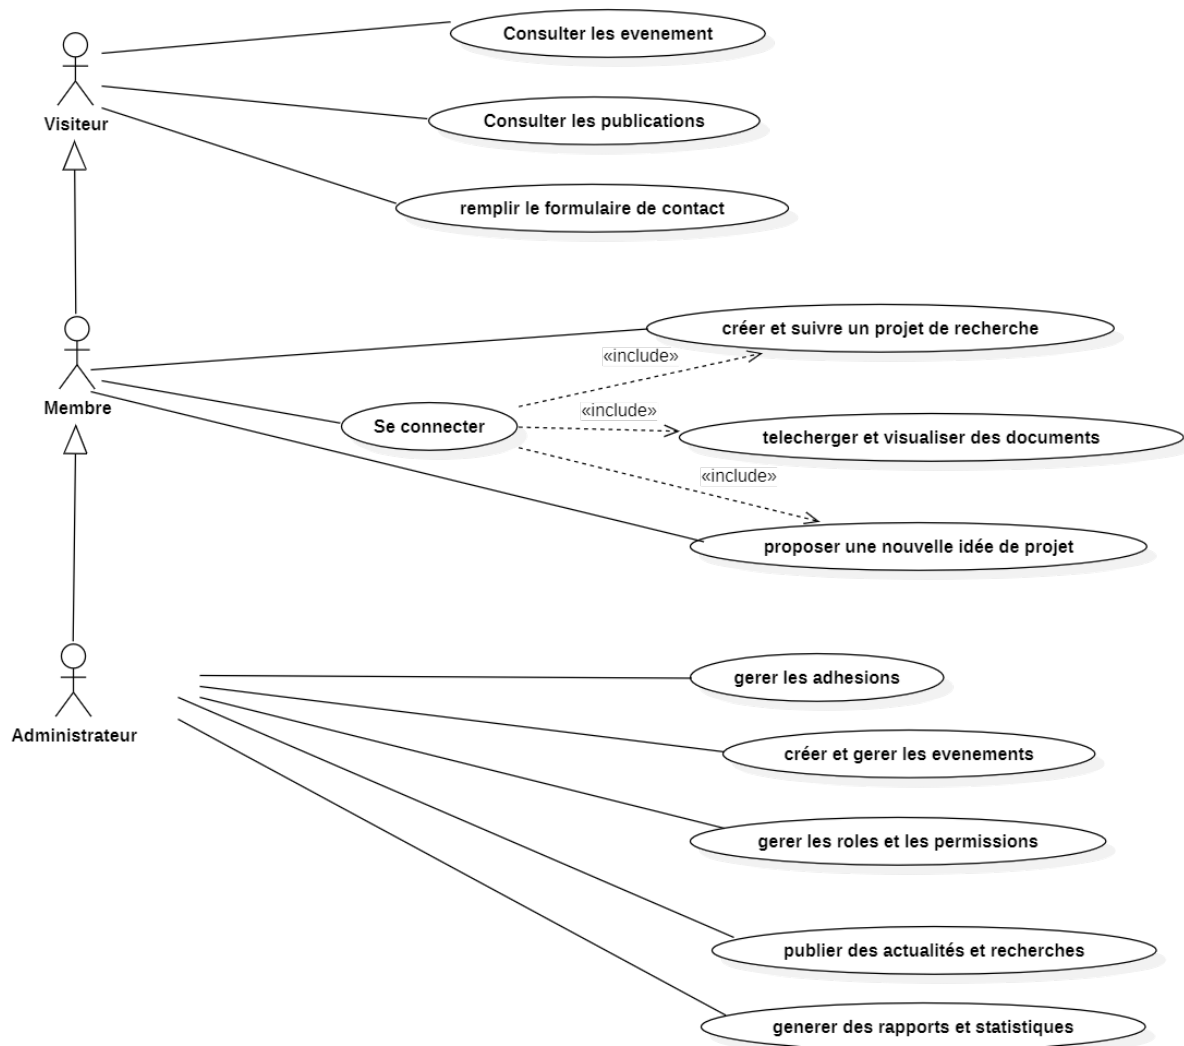 Consulter les evenement
Visiteur
Consulter les publications
remplir le formulaire de contact
créer et suivre un projet de recherche
«include»
Membre
Se connecter
«include»
telecherger et visualiser des documents
«include»
proposer une nouvelle idée de projet
gerer les adhesions
Administrateur
créer et gerer les evenements
gerer les roles et les permissions
publier des actualités et recherches
generer des rapports et statistiques